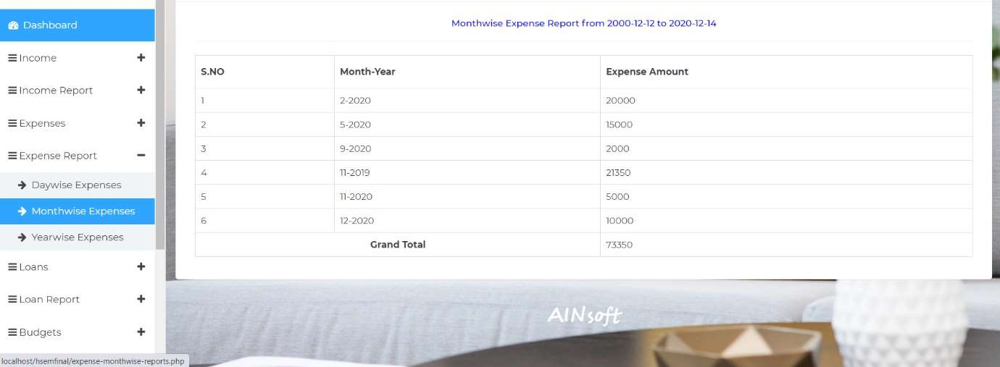 Dashboard
Income
Income Report
Expenses
Expense Report
Daywise Expenses
Monthwise Expenses
Yearwise Expenses
Loans
Loan Report
Budgets
localhost/hsemfinal/expense-monthwise-reports.php
Monthwise Expense Report from 2000-12-12 to 2020-12-14
S.NO Month-Year Expense Amount
1 2-2020 20000
2 5-2020 15000
3 9-2020 2000
4 11-2019 21350
5 11-2020 5000
6 12-2020 10000
Grand Total 73350
AINsoft